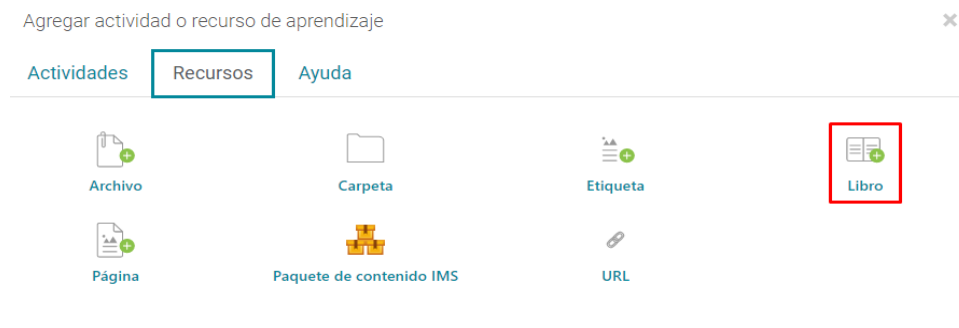 Agregar actividad o recurso de aprendizaje
Actividades Recursos Ayuda
Archivo Carpeta Etiqueta Libro
Página Paquete de contenido IMS URL